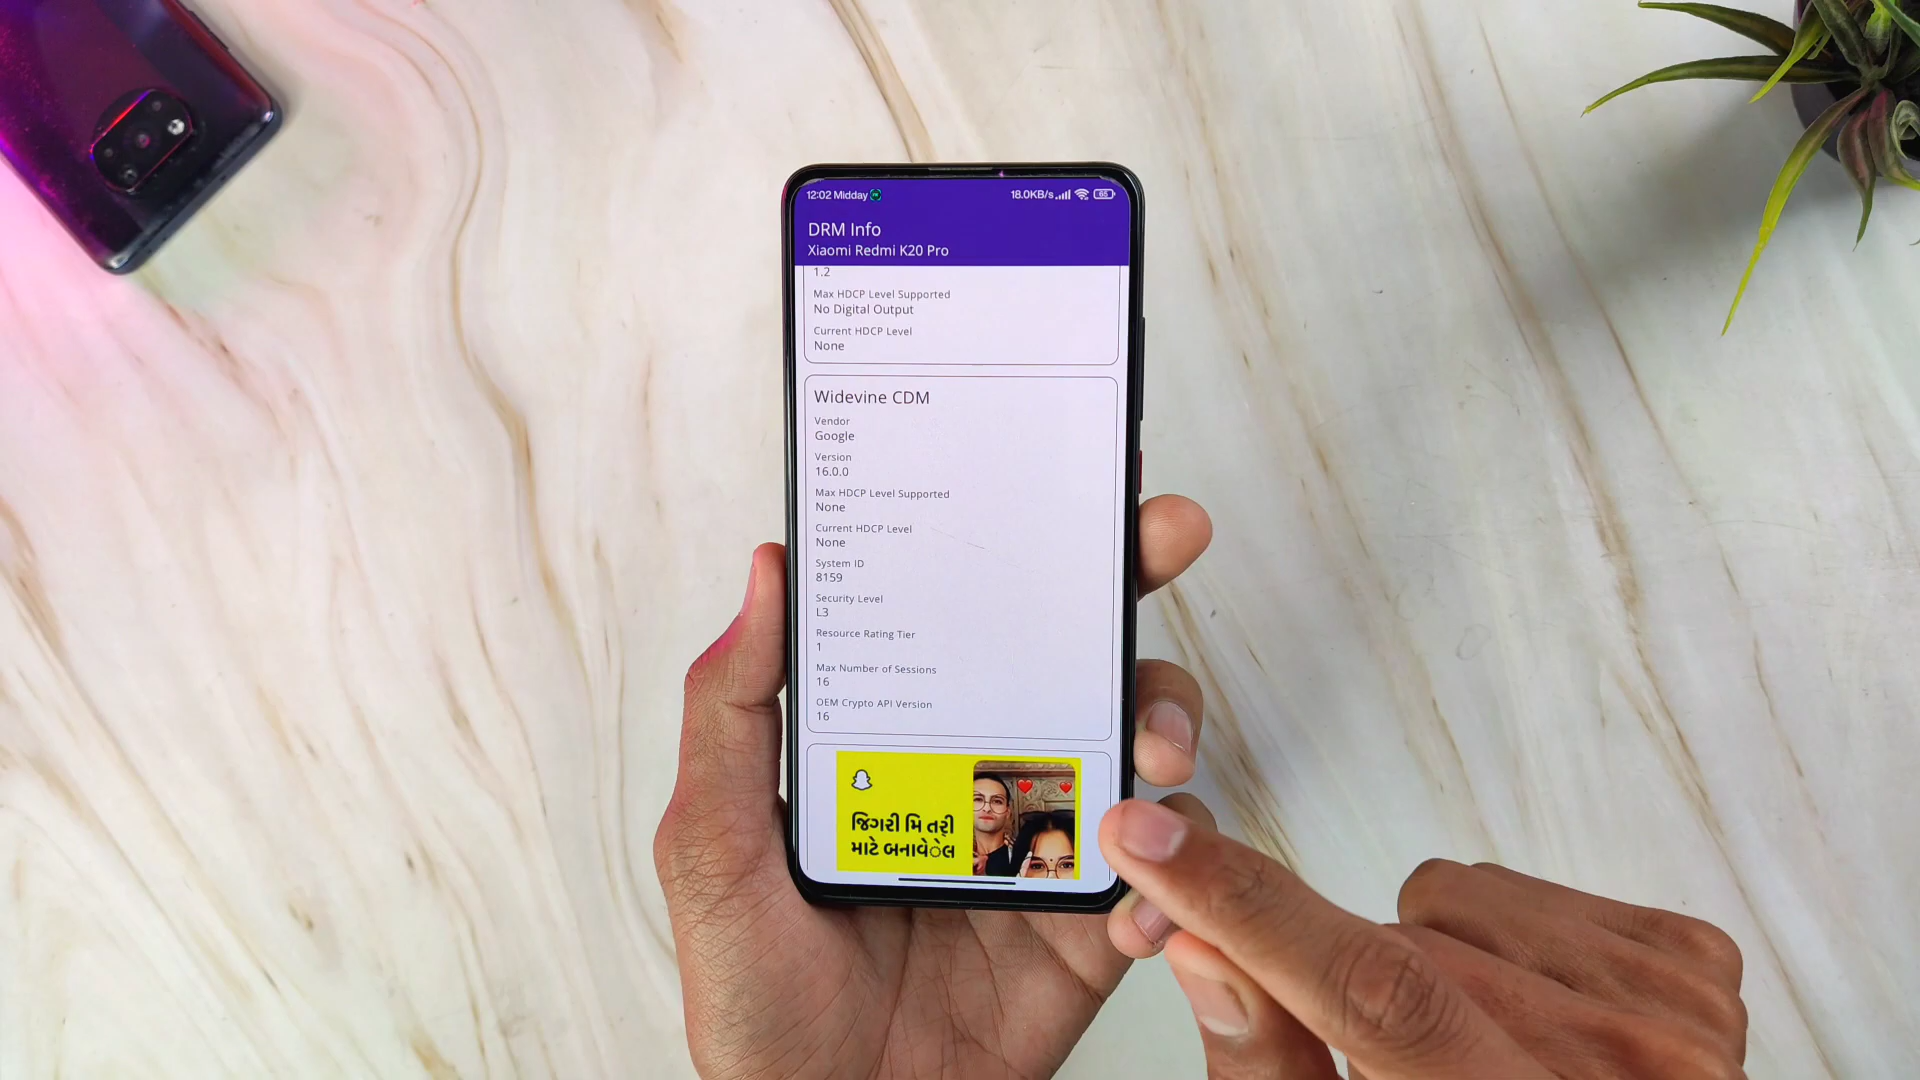 12:02 Midday
18.0KB/s
65
DRM Info
Xiaomi Redmi K20 Pro
1.2
Max HDCP Level Supported
No Digital Output
Current HDCP Level
None
Widevine CDM
Vendor
Google
Version
16.0.0
Max HDCP Level Supported
None
Current HDCP Level
None
System ID
8159
Security Level
L3
Resource Rating Tier
1
Max Number of Sessions
16
OEM Crypto API Version
16
જિગરી મિ તર્રી
માટે બનાવેેલ